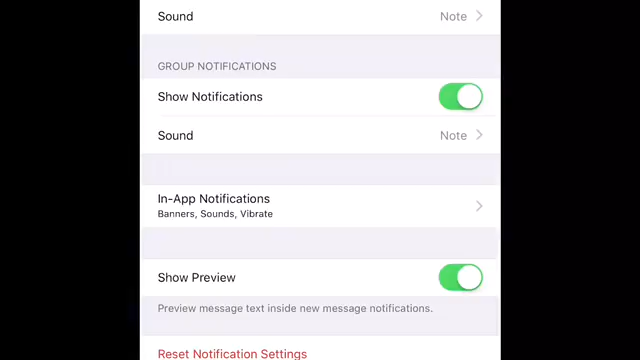 Sound Note
GROUP NOTIFICATIONS
Show Notifications
Sound Note
In-App Notifications
Banners, Sounds, Vibrate
Show Preview
Preview message text inside new message notifications.
Reset Notification Settings